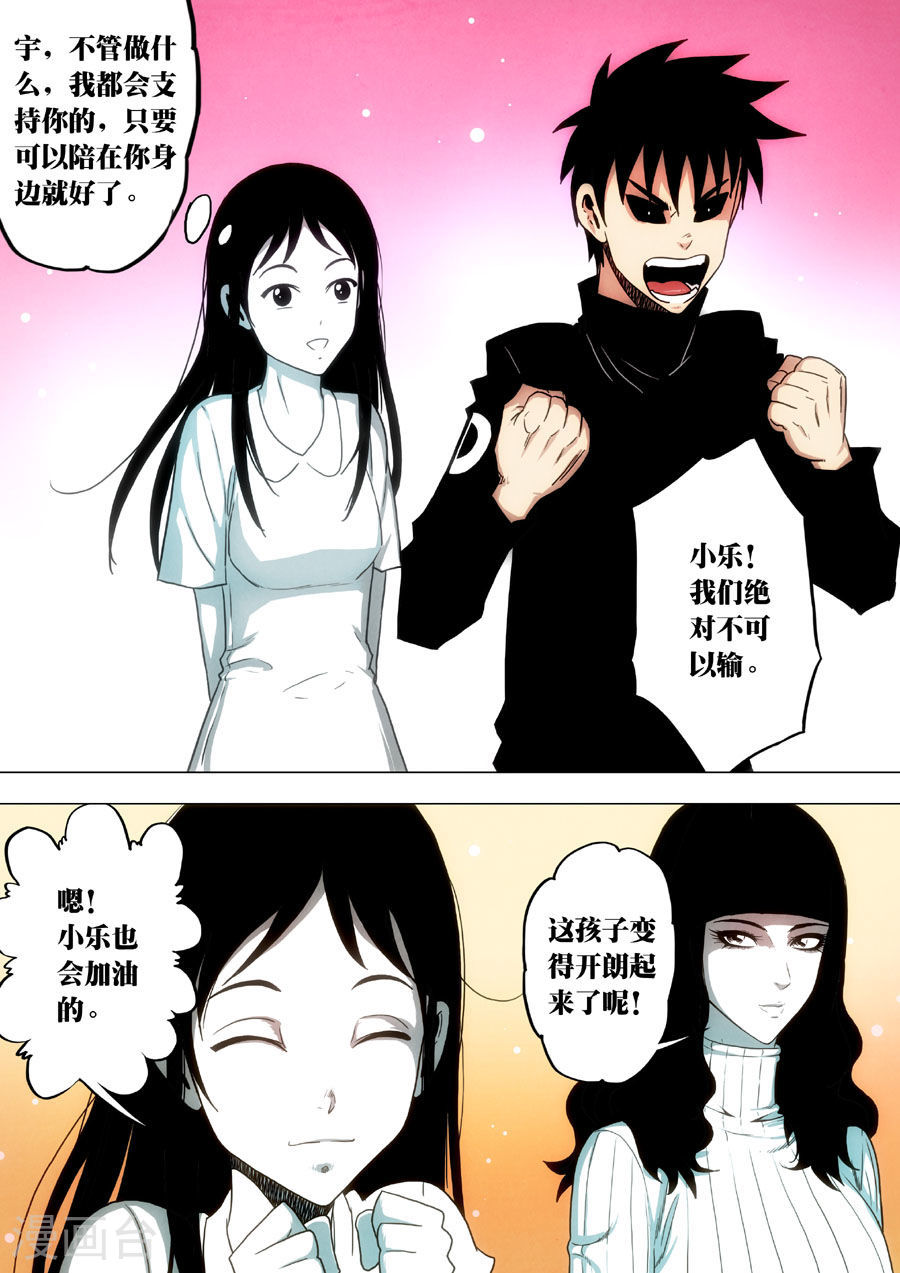 宇，不管做什
么，我都会支
持你的，只要
可以陪在你身
边就好了。
小乐！
我们绝
对不可
以输。
嗯！
小乐也
会加油
的。
这孩子变
得开朗起
来了呢！
漫画台